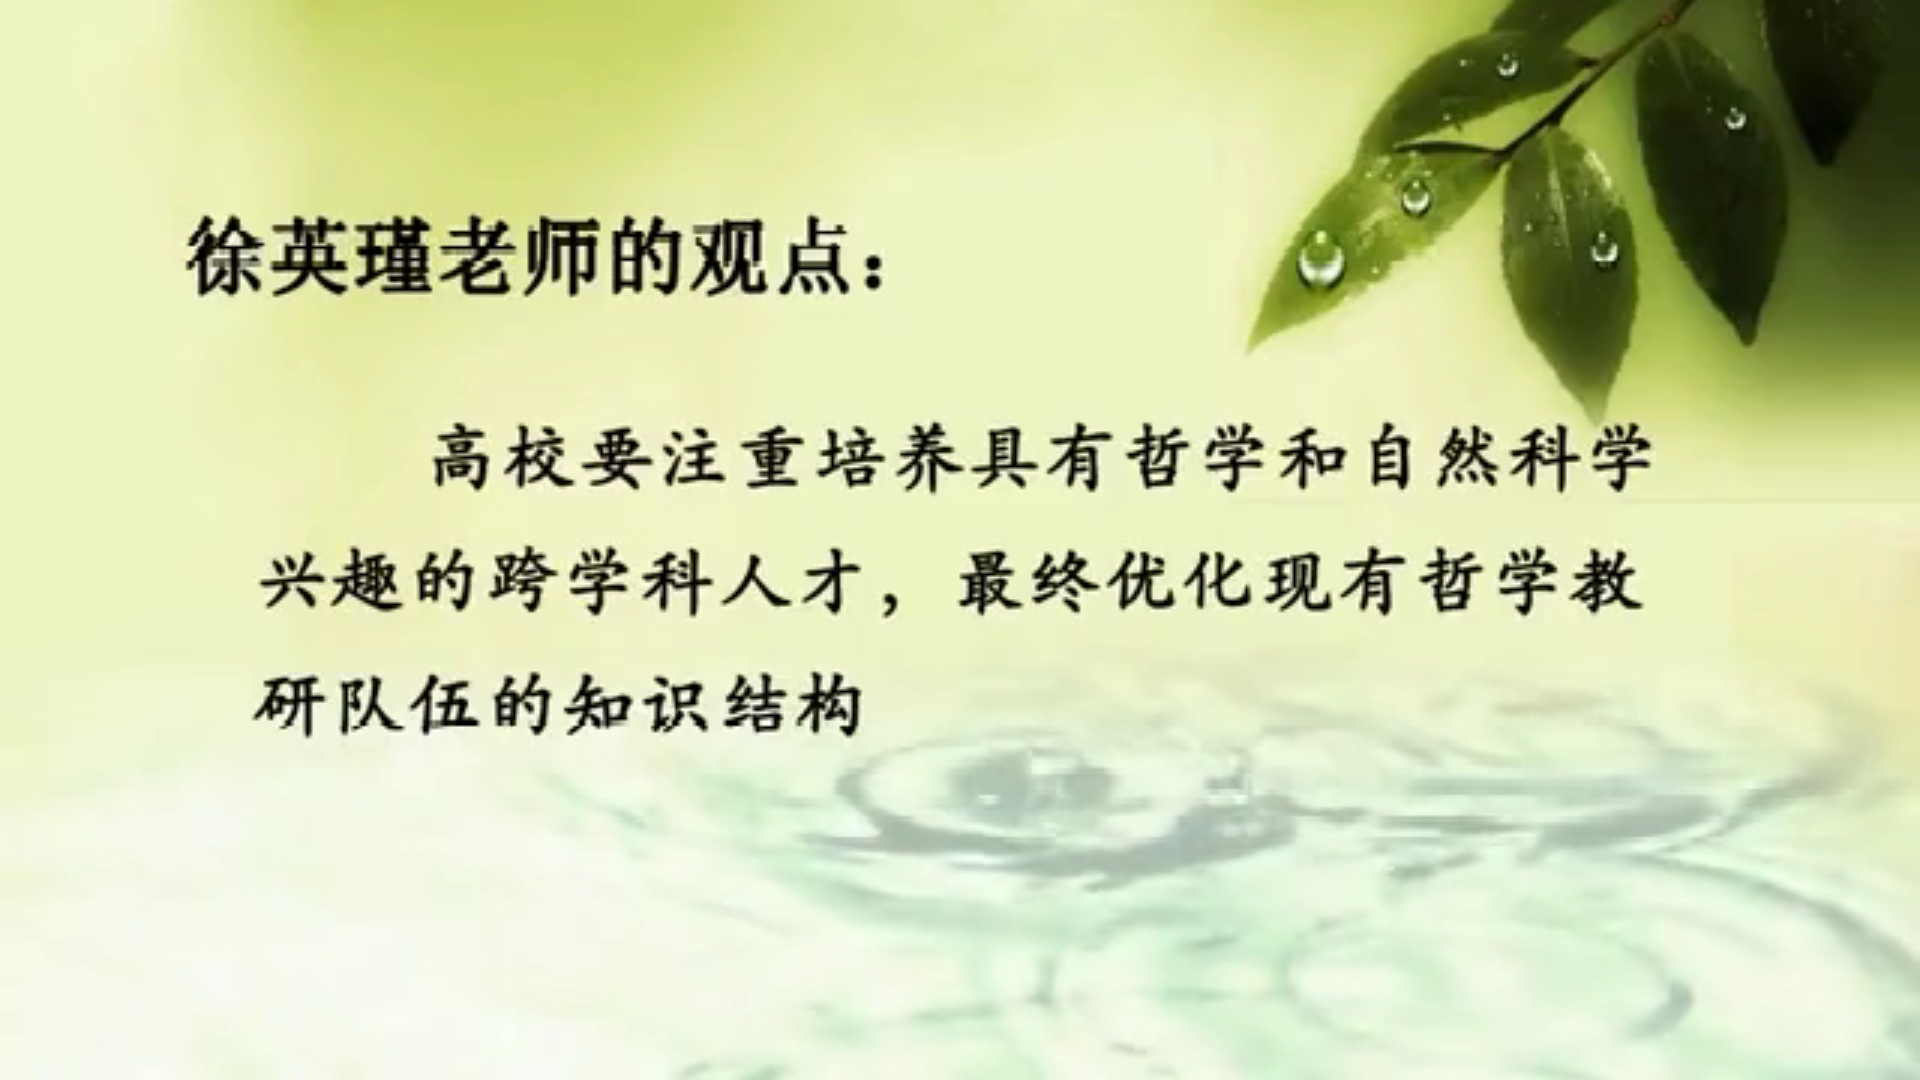 徐英瑾老师的观点：
高校要注重培养具有哲学和自然科学
兴趣的跨学科人才，最终优化现有哲学教
研队伍的知识结构